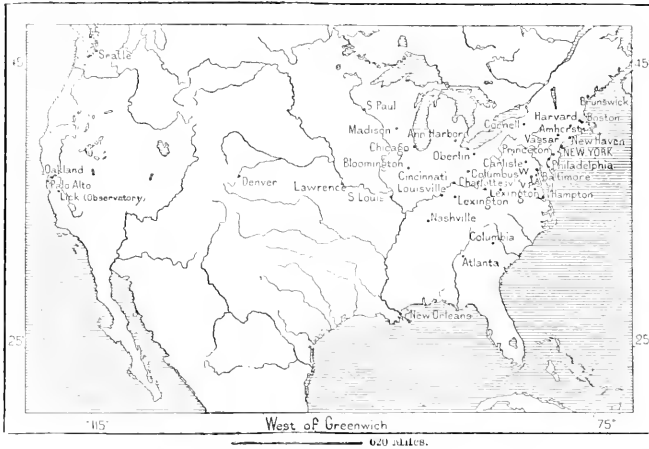 45
45
Seatle
Brunswick
S Paul
Harvard
Boston
Madison
Ann Harbor
Cornell
Amherst
Vassar
New Haven
Chicago
Oberlin
Princeton
NEW YORK
Bloomington
Carlisle
Philadelphia
Oakland
Cincinnati
Columbus
W
Baltimore
Palo Alto
Denver
Lawrence
Louisville
Charlottesv
V
P
Lick (Observatory)
S Louis
Lexington
Lexington
Hampton
Nashville
Columbia
Atlanta
New Orleans
25
25
115
West of Greenwich
75°
620 Miles.